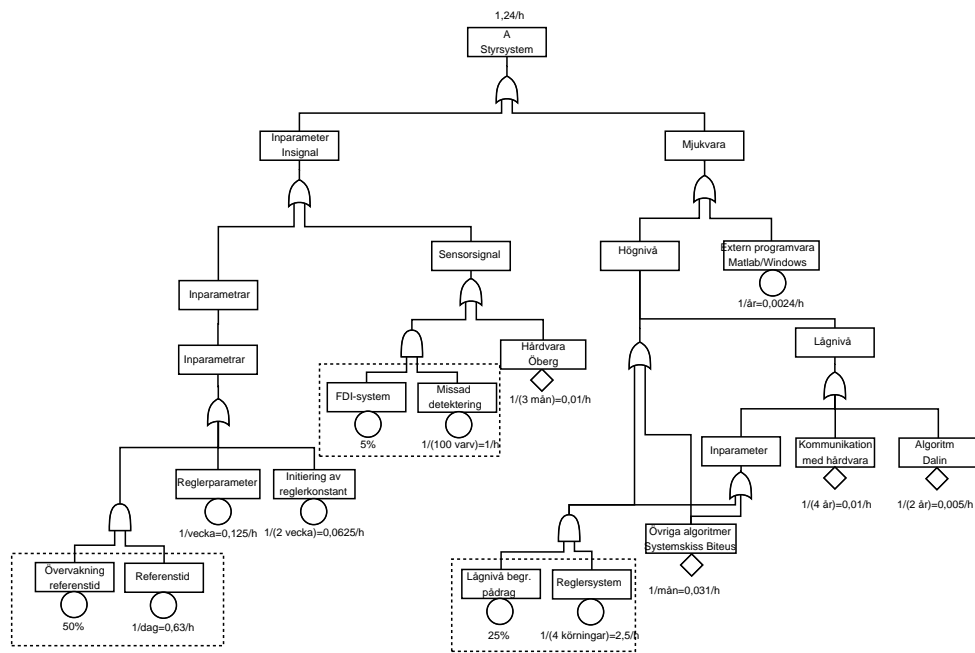 1,24/h
A
Styrsystem
Inparameter
Insignal
Mjukvara
Sensorsignal
Högnivå
Extern programvara
Matlab/Windows
1/år=0,0024/h
Inparametrar
Inparametrar
Hårdvara
Öberg
1/(3 mån)=0,01/h
Lågnivå
FDI-system
5%
Missad
detektering
1/(100 varv)=1/h
Inparameter
Kommunikation
med hårdvara
1/(4 år)=0,01/h
Algoritm
Dalin
1/(2 år)=0,005/h
Reglerparameter
1/vecka=0,125/h
Initiering av
reglerkonstant
1/(2 vecka)=0,0625/h
Övriga algoritmer
Systemskiss Biteus
1/mån=0,031/h
Övervakning
referenstid
50%
Referenstid
1/dag=0,63/h
Lågnivå begr.
pådrag
25%
Reglersystem
1/(4 körningar)=2,5/h